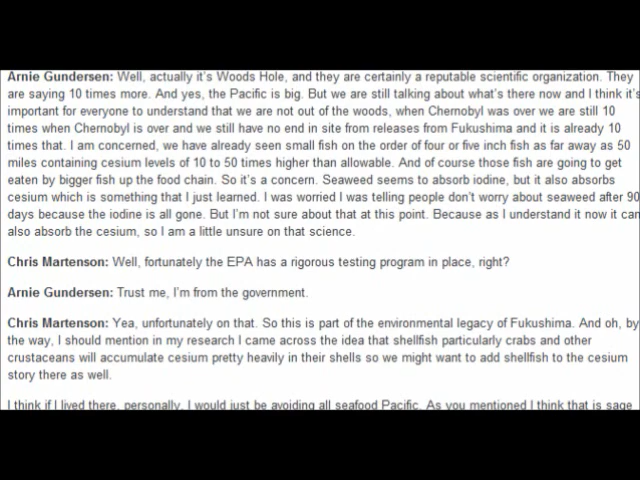 Arnie Gundersen: Well, actually it's Woods Hole, and they are certainly a reputable scientific organization. They
are saying 10 times more. And yes, the Pacific is big. But we are still talking about what's there now and I think it's
important for everyone to understand that we are not out of the woods, when Chernobyl was over we are still 10
times when Chernobyl is over and we still have no end in site from releases from Fukushima and it is already 10
times that. I am concerned, we have already seen small fish on the order of four or five inch fish as far away as 50
miles containing cesium levels of 10 to 50 times higher than allowable. And of course those fish are going to get
eaten by bigger fish up the food chain. So it's a concern. Seaweed seems to absorb iodine, but it also absorbs
cesium which is something that I just learned. I was worried I was telling people don't worry about seaweed after 90
days because the iodine is all gone. But I'm not sure about that at this point. Because as I understand it now it can
also absorb the cesium, so I am a little unsure on that science.
Chris Martenson: Well, fortunately the EPA has a rigorous testing program in place, right?
Arnie Gundersen: Trust me, I'm from the government.
Chris Martenson: Yea, unfortunately on that. So this is part of the environmental legacy of Fukushima. And oh, by
the way, I should mention in my research I came across the idea that shellfish particularly crabs and other
crustaceans will accumulate cesium pretty heavily in their shells so we might want to add shellfish to the cesium
story there as well.
I think if I lived there, personally, I would just be avoiding all seafood Pacific. As you mentioned I think that is sage